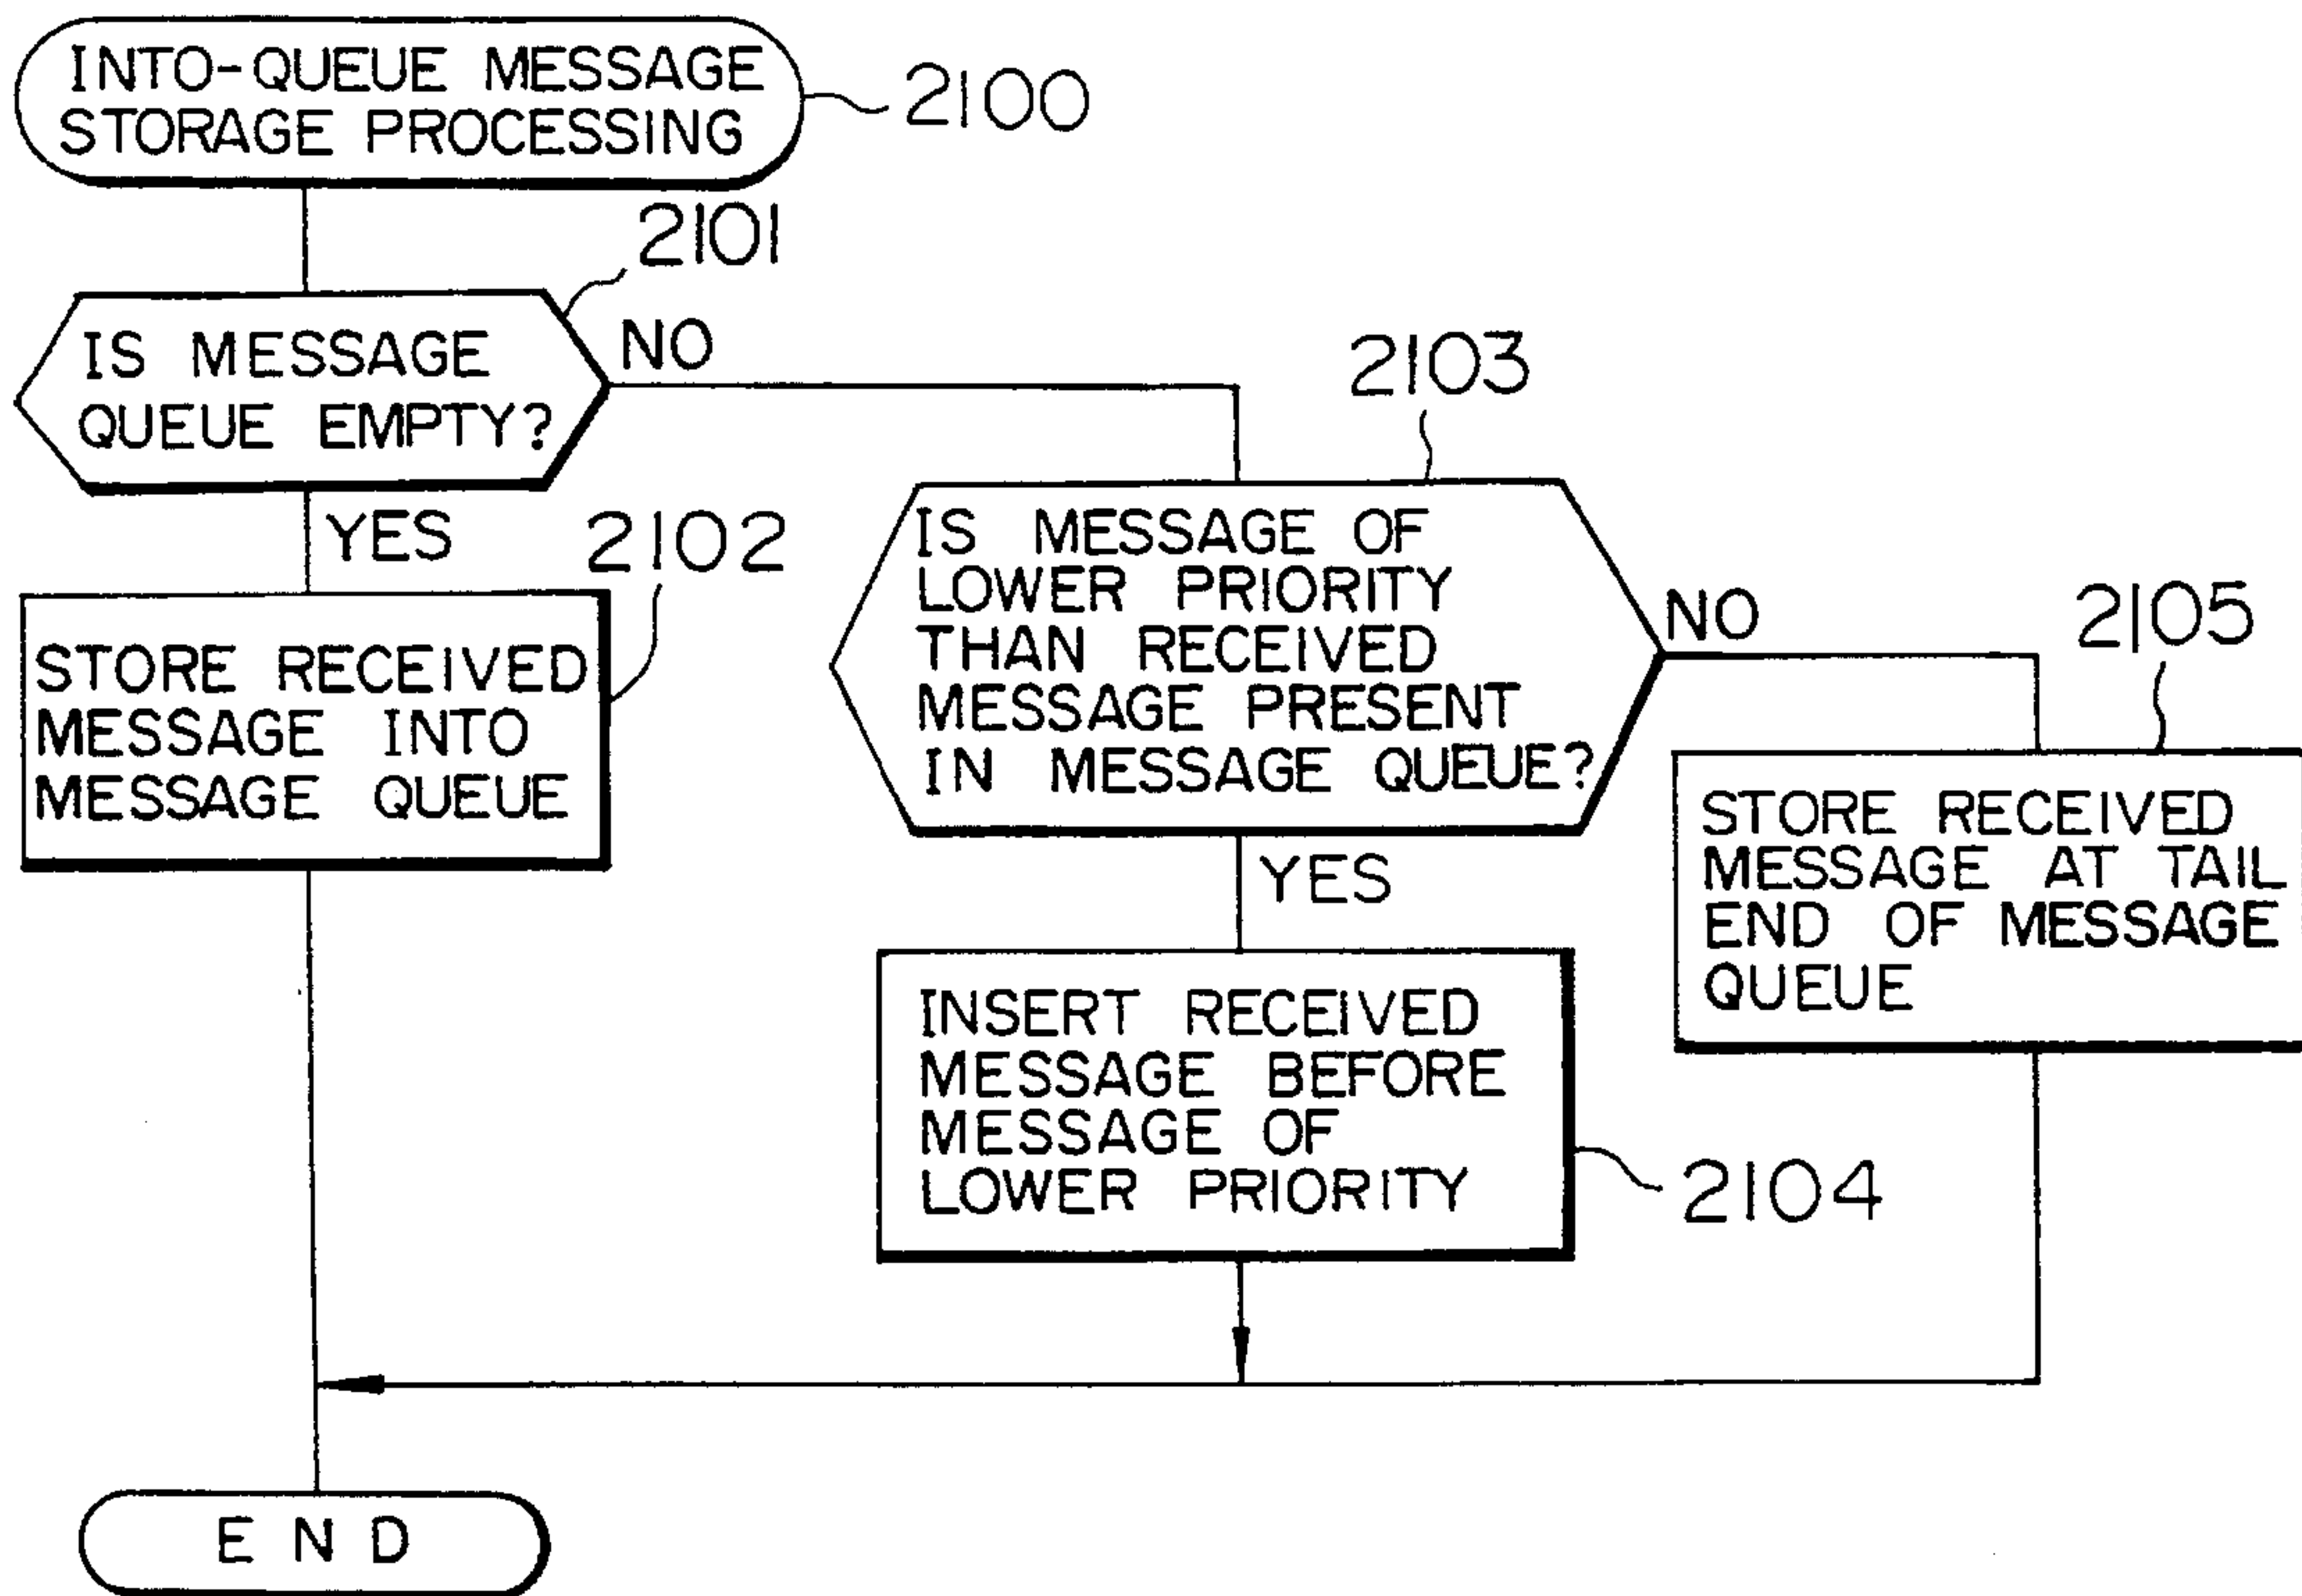 INTO-QUEUE MESSAGE
STORAGE PROCESSING
2100
2101
IS MESSAGE
QUEUE EMPTY?
NO
YES
2102
STORE RECEIVED
MESSAGE INTO
MESSAGE QUEUE
2103
IS MESSAGE OF
LOWER PRIORITY
THAN RECEIVED
MESSAGE PRESENT
IN MESSAGE QUEUE?
NO
YES
2105
STORE RECEIVED
MESSAGE AT TAIL
END OF MESSAGE
QUEUE
INSERT RECEIVED
MESSAGE BEFORE
MESSAGE OF
LOWER PRIORITY
2104
END